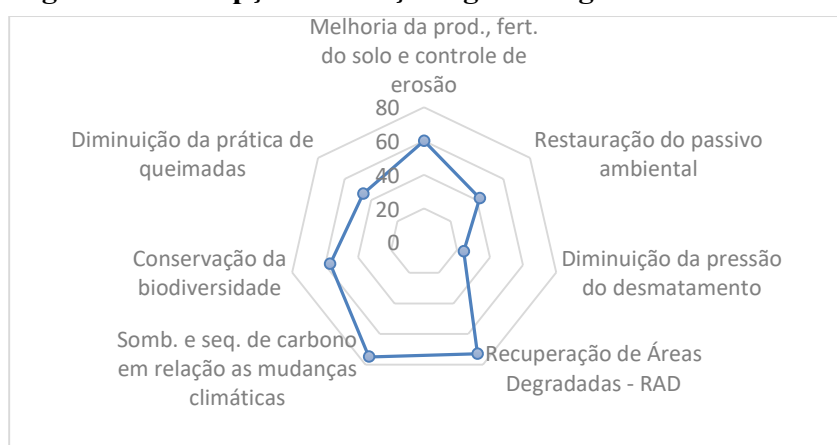 Melhoria da prod., fert.
do solo e controle de
erosão
80
60
40
20
0
Restauração do passivo
ambiental
Diminuição da pressão
do desmatamento
Recuperação de Áreas
Degradadas - RAD
Somb. e seq. de carbono
em relação as mudanças
climáticas
Conservação da
biodiversidade
Diminuição da prática de
queimadas